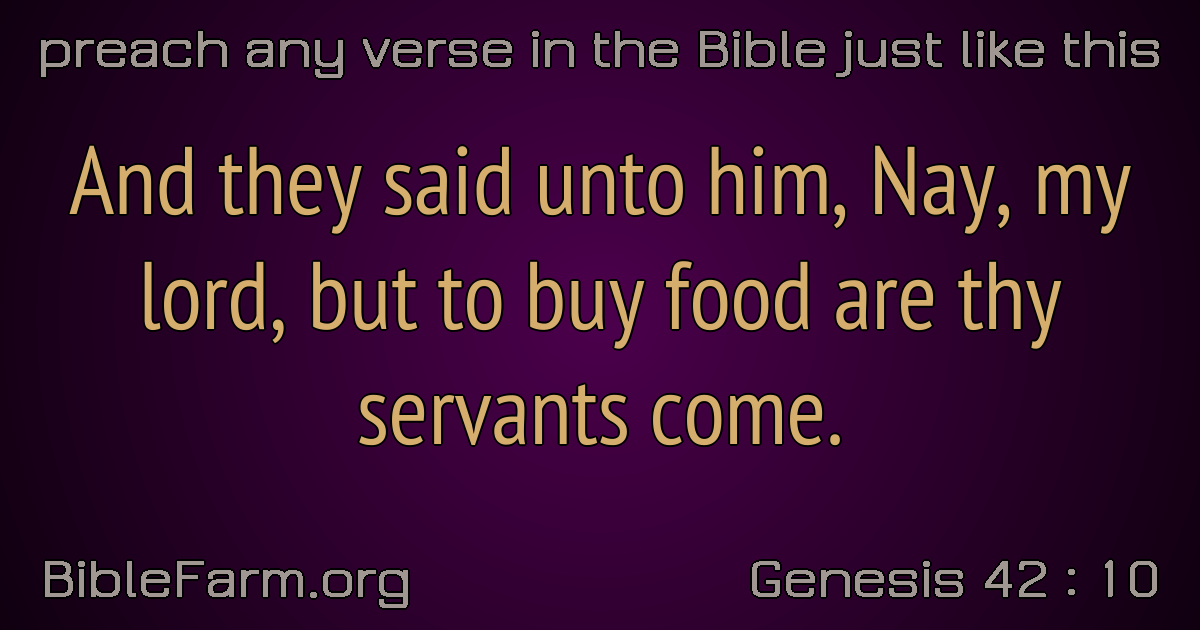 preach any verse in the Bible just like this
And they said unto him, Nay, my
lord, but to buy food are thy
servants come.
BibleFarm.org
Genesis 42 : 10